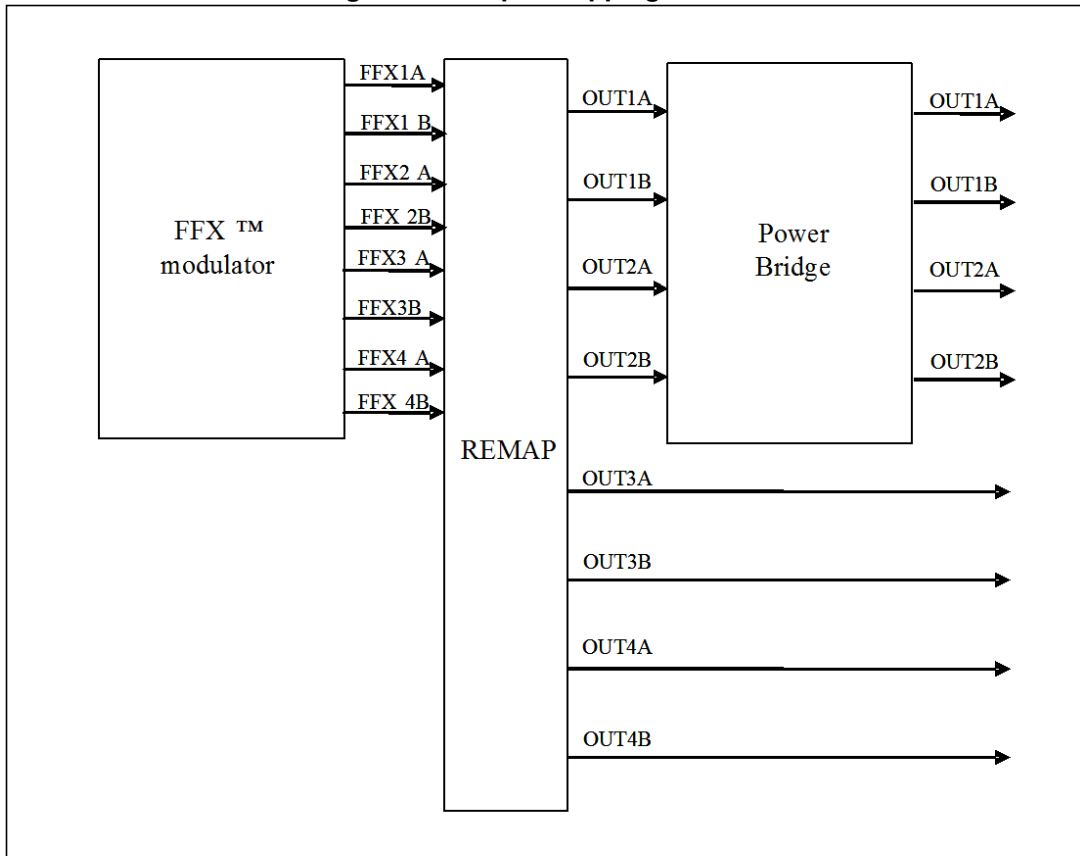 FFX1A
FFX1 B
FFX2 A
FFX 2B
FFX3 A
FFX3B
FFX4 A
FFX 4B
FFX ™
modulator
REMAP
OUT1A
OUT1B
OUT2A
OUT2B
OUT3A
OUT3B
OUT4A
OUT4B
Power
Bridge
OUT1A
OUT1B
OUT2A
OUT2B